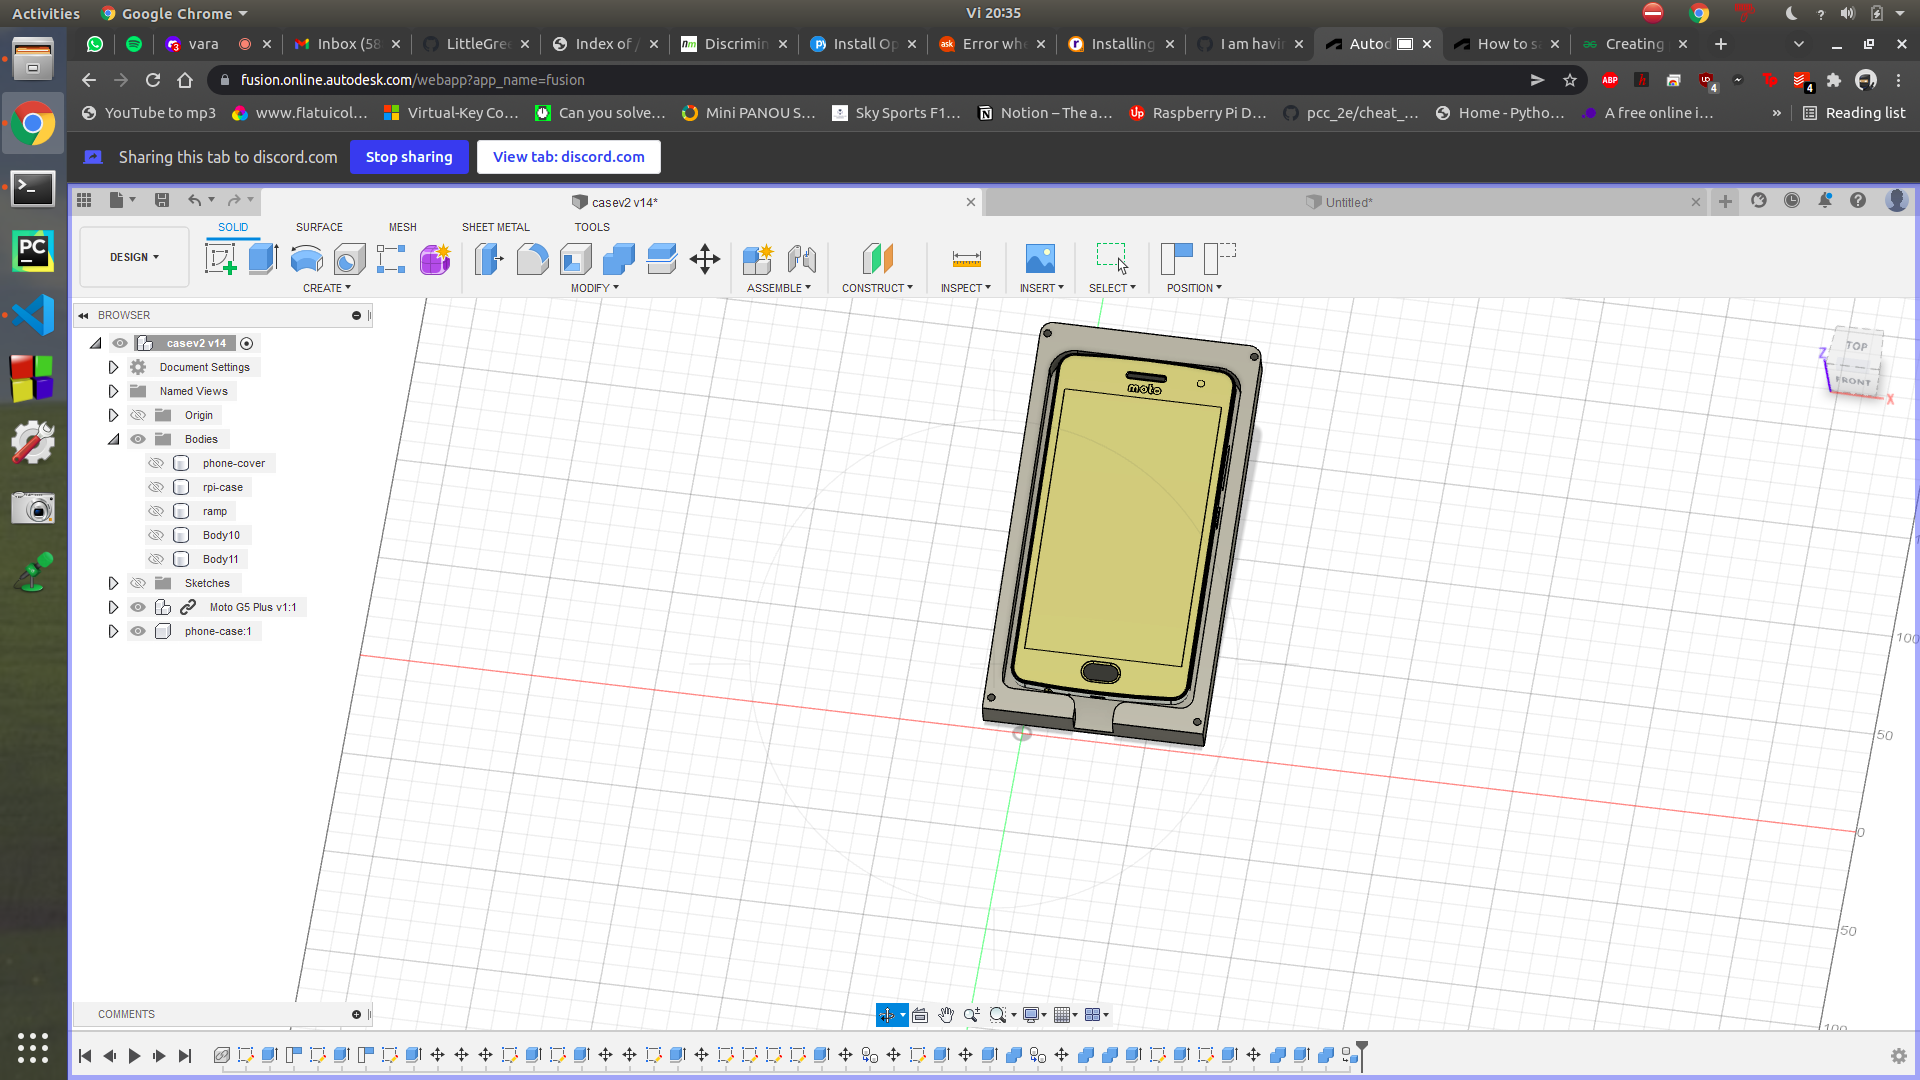 Activities Google Chrome Vi 20:35
vara Inbox (58 LittleGre Index of / Discrimin Install Op Error whe Installing I am havi Autod How to s Creating
fusion.online.autodesk.com/webapp?app_name=fusion
YouTube to mp3 www.flatuicol... Virtual-Key Co... Can you solve... Mini PANOU S... Sky Sports F1... Notion – The a... Raspberry Pi D... pcc_2e/cheat_... Home - Pytho... A free online i... » Reading list
Sharing this tab to discord.com Stop sharing View tab: discord.com
casev2 v14* Untitled*
SOLID SURFACE MESH SHEET METAL TOOLS
DESIGN
CREATE MODIFY ASSEMBLE CONSTRUCT INSPECT INSERT SELECT POSITION
BROWSER
casev2 v14
Document Settings
Named Views
Origin
Bodies
phone-cover
rpi-case
ramp
Body10
Body11
Sketches
Moto G5 Plus v1:1
phone-case:1
moto
TOP
FRONT
Z
X
100
50
0
50
100
COMMENTS